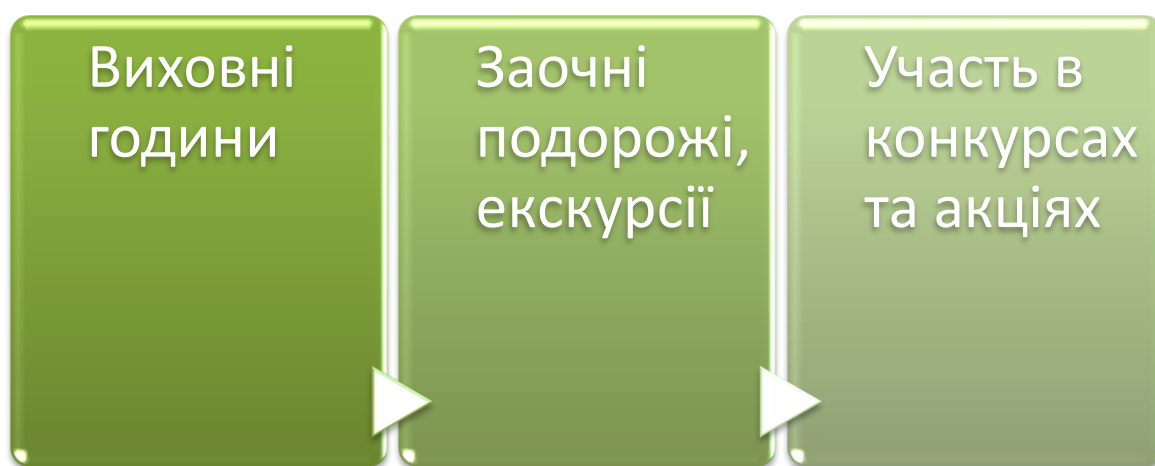 Виховні
години
Заочні
подорожі,
екскурсії
Участь в
конкурсах
та акціях